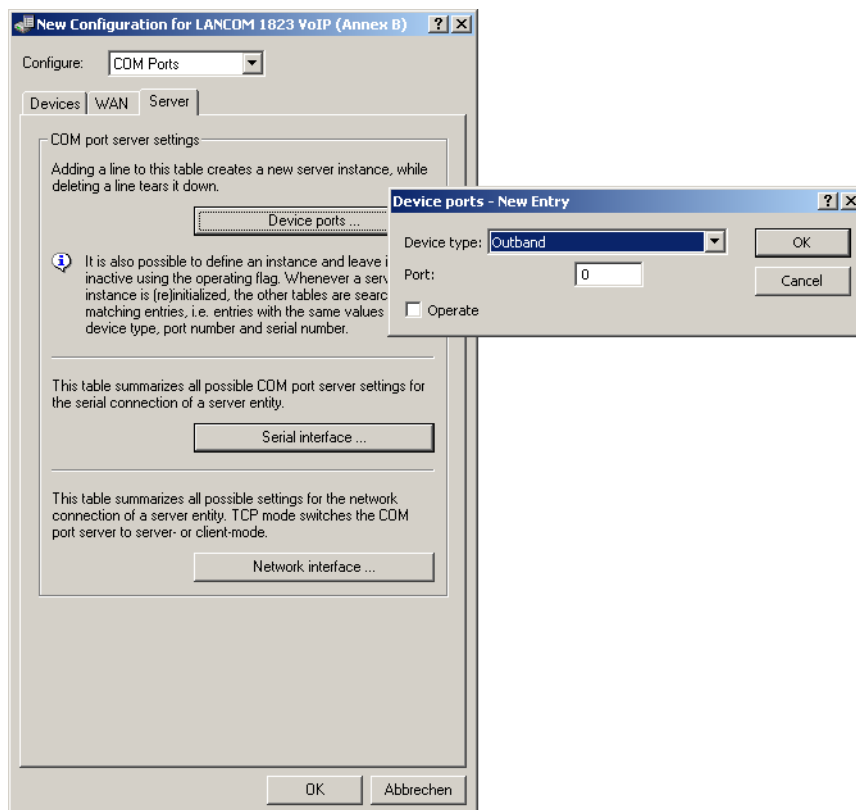 New Configuration for LANCOM 1823 VoIP (Annex B)
Configure: COM Ports
Devices WAN Server
COM port server settings
Adding a line to this table creates a new server instance, while
deleting a line tears it down.
Device ports ...
It is also possible to define an instance and leave i
inactive using the operating flag. Whenever a serv
instance is (re)initialized, the other tables are searc
matching entries, i.e. entries with the same values
device type, port number and serial number.
This table summarizes all possible COM port server settings for
the serial connection of a server entity.
Serial interface ...
This table summarizes all possible settings for the network
connection of a server entity. TCP mode switches the COM
port server to server- or client-mode.
Network interface ...
OK Abbrechen
Device ports - New Entry
Device type: Outband
OK
Port: 0
Cancel
Operate